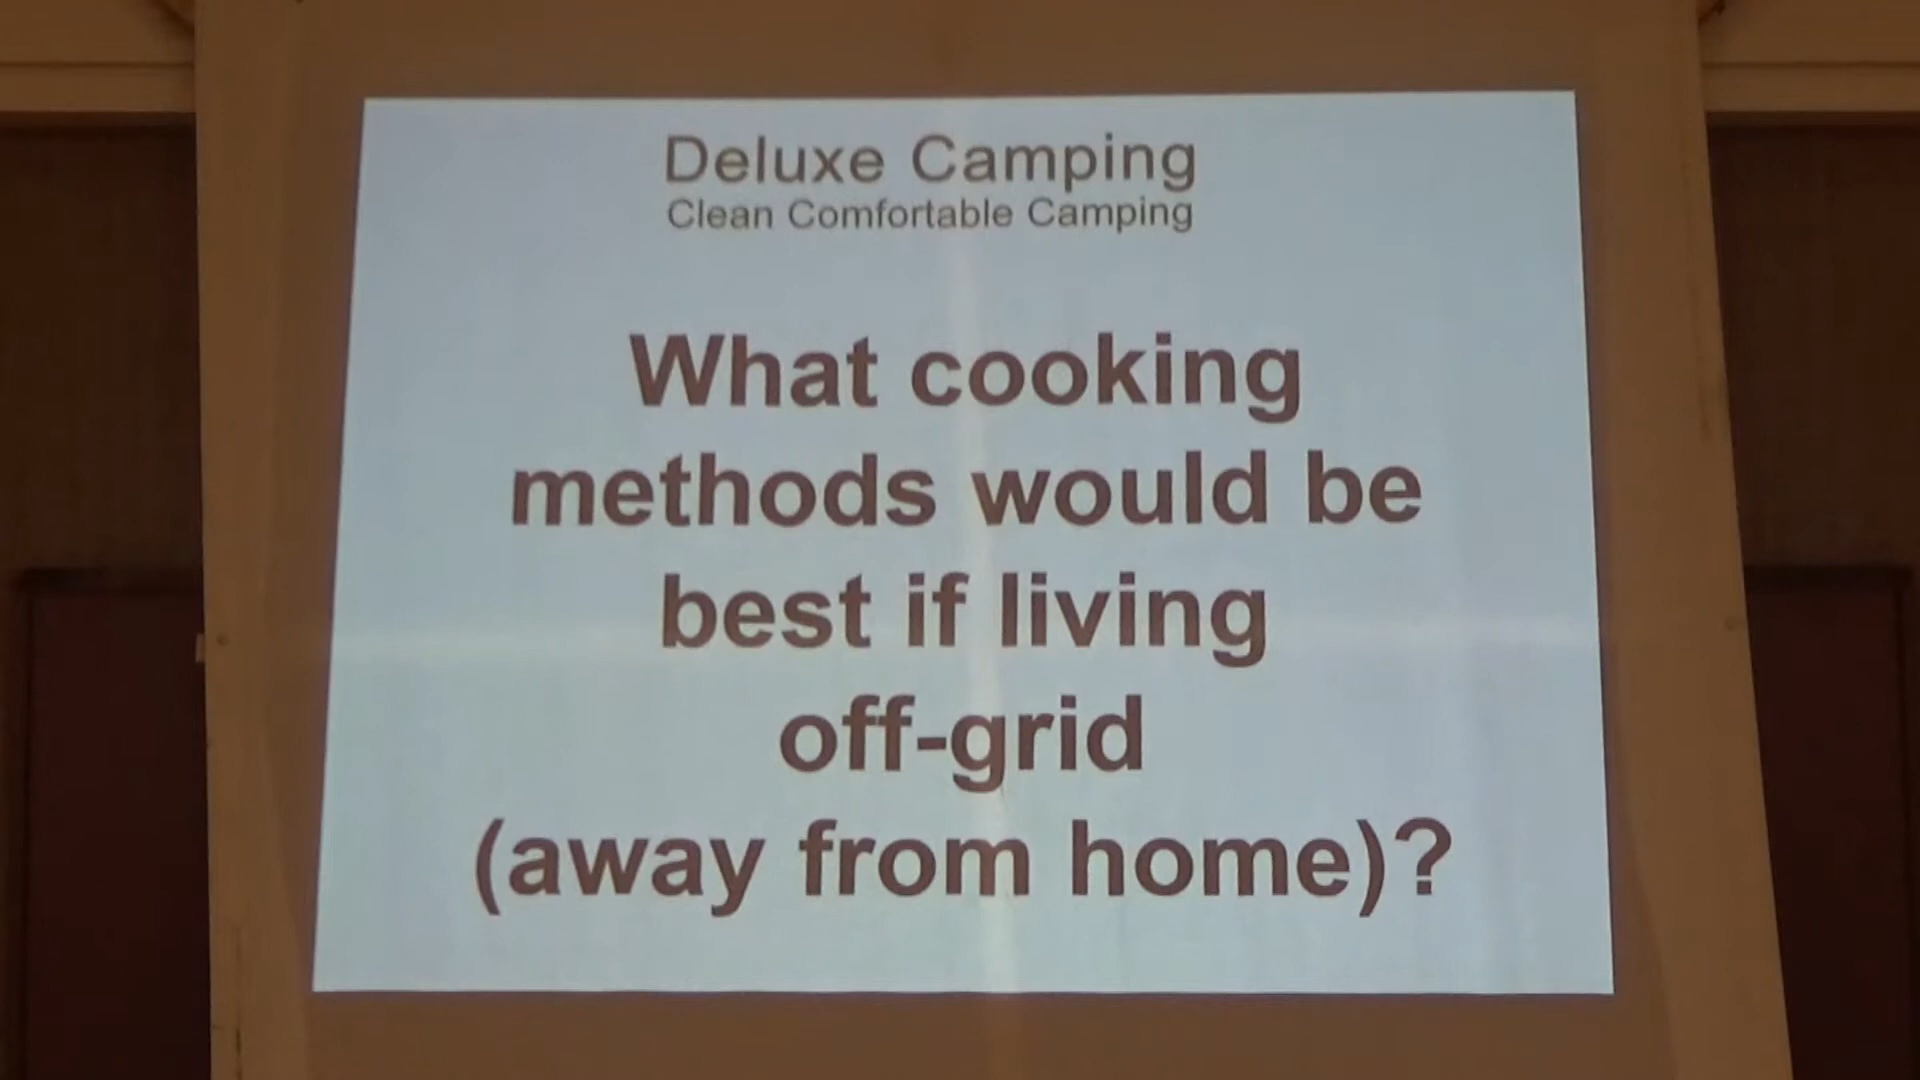 Deluxe Camping
Clean Comfortable Camping
What cooking
methods would be
best if living
off-grid
(away from home)?